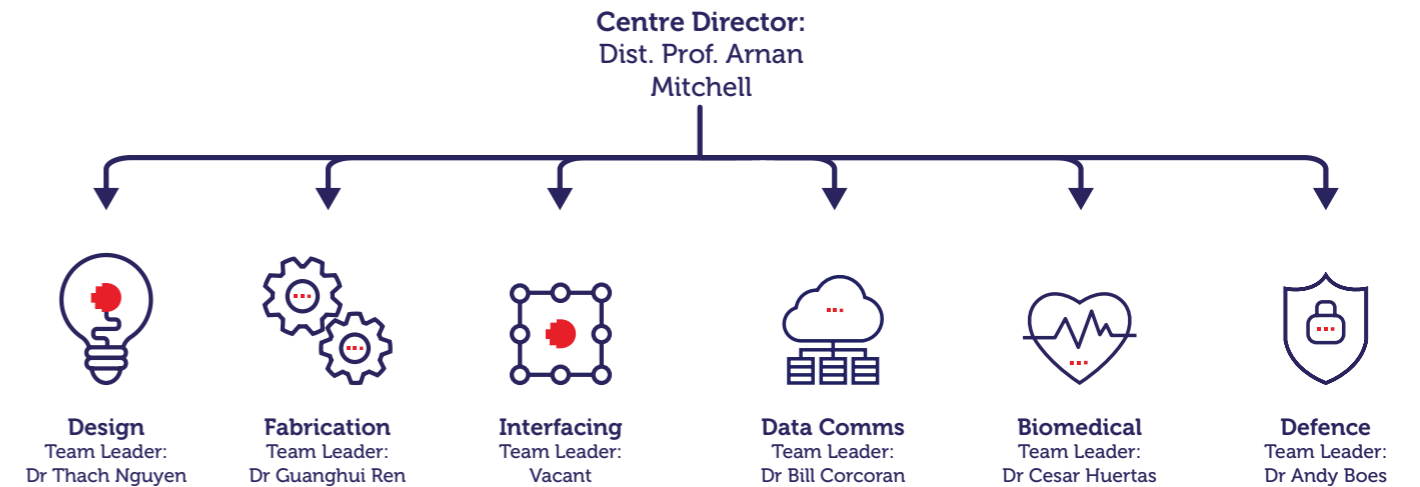 Centre Director:
Dist. Prof. Arnan
Mitchell
Design
Team Leader:
Dr Thach Nguyen
Fabrication
Team Leader:
Dr Guanghui Ren
Interfacing
Team Leader:
Vacant
Data Comms
Team Leader:
Dr Bill Corcoran
Biomedical
Team Leader:
Dr Cesar Huertas
Defence
Team Leader:
Dr Andy Boes